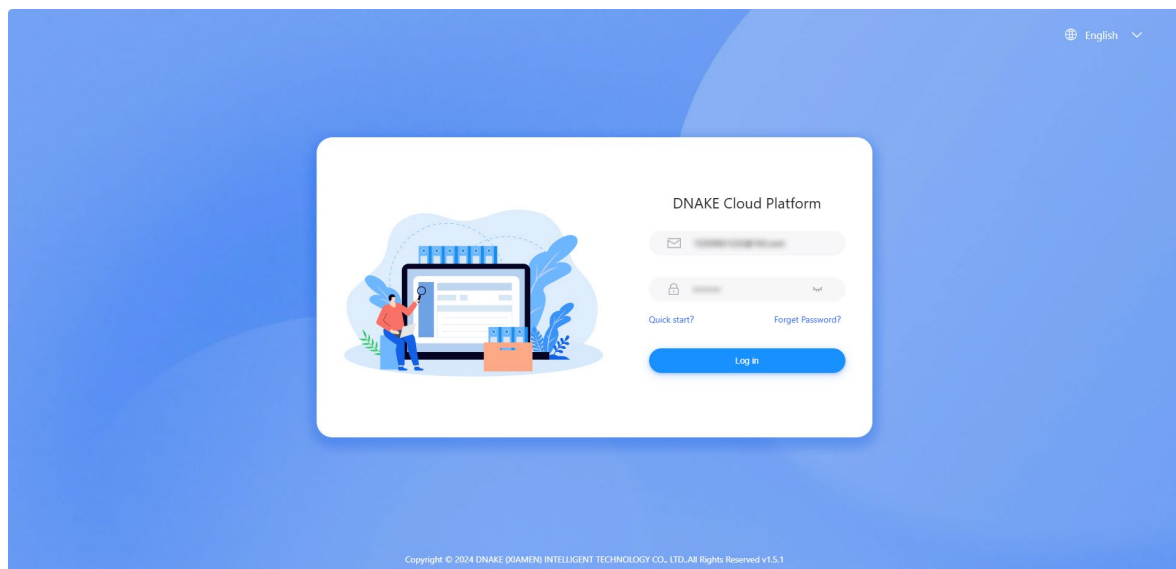 English
DNAKE Cloud Platform
Quick start? Forget Password?
Log in
Copyright © 2024 DNAKE (XIAMEN) INTELLIGENT TECHNOLOGY CO., LTD.All Rights Reserved v1.5.1